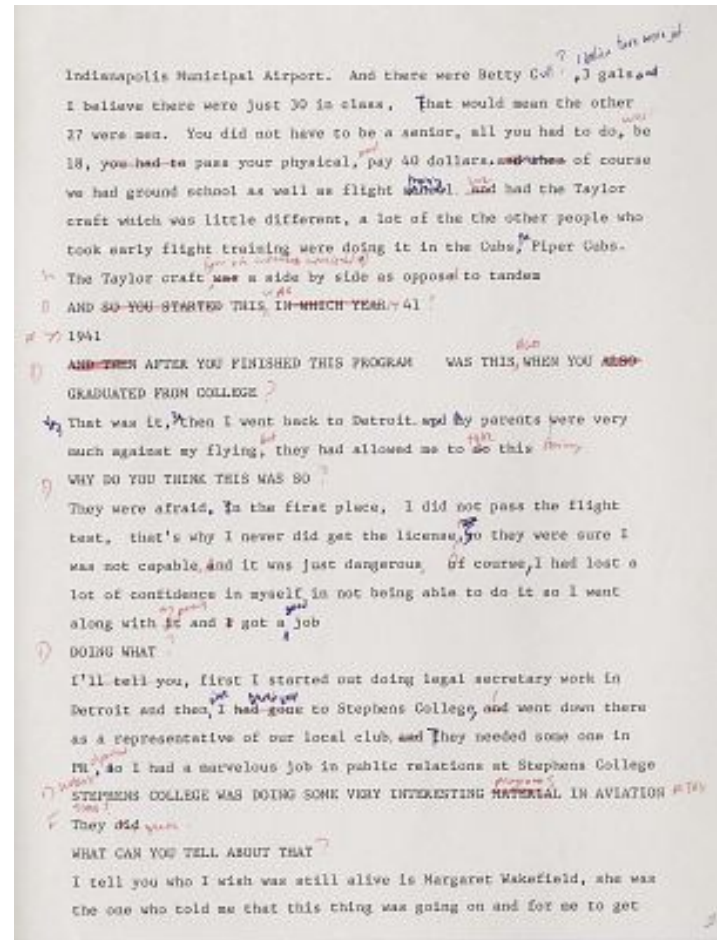 Indianapolis Municipal Airport. And there were Betty ? , 3 gals and
I believe there were just 30 in class, That would mean the other
27 were men. You did not have to be a senior, all you had to do, was be
18, you had to pass your physical, and pay 40 dollars. and when of course
we had ground school as well as flight training school. and had the Taylor
craft which was little different, a lot of the the other people who
took early flight training were doing it in the Cubs, Piper Cubs.
The Taylor craft was a side by side as opposed to tandem
AND SO YOU STARTED THIS IN WHICH YEAR 41 ?
1941
AND THEN AFTER YOU FINISHED THIS PROGRAM WAS THIS, ALSO WHEN YOU ALSO
GRADUATED FROM COLLEGE ?
That was it, then I went back to Detroit and my parents were very
much against my flying, but they had allowed me to do this
WHY DO YOU THINK THIS WAS SO ?
They were afraid, In the first place, I did not pass the flight
test, that's why I never did get the license, So they were sure I
was not capable, and it was just dangerous Of course, I had lost a
lot of confidence in myself in not being able to do it so I went
along with it my parents and I got a good job
DOING WHAT ?
I'll tell you, first I started out doing legal secretary work in
Detroit and then, I had gone to Stephens College, and went down there
as a representative of our local club, and They needed some one in
PR, so I had a marvelous job in public relations at Stephens College
STEPHENS COLLEGE WAS DOING SOME VERY INTERESTING MATERIAL programs IN AVIATION
They did
WHAT CAN YOU TELL ABOUT THAT ?
I tell you who I wish was still alive is Margaret Wakefield, she was
the one who told me that this thing was going on and for me to get